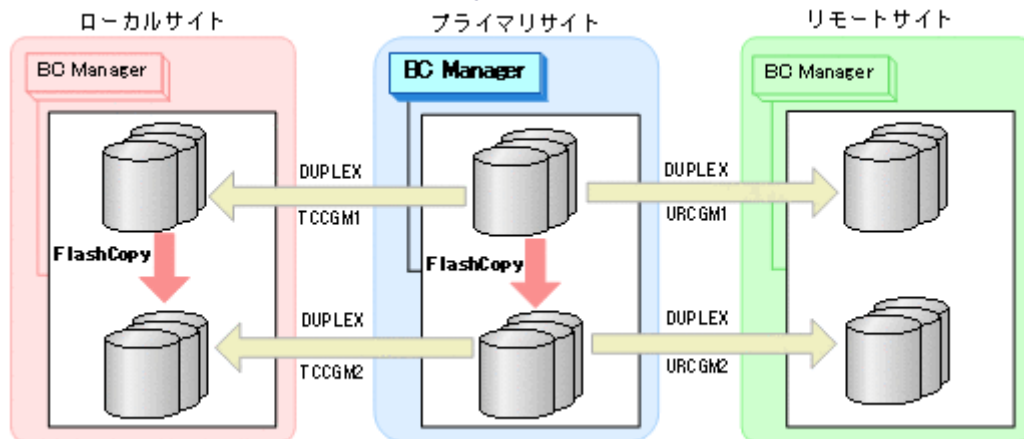 ローカルサイト
プライマリサイト
リモートサイト
BC Manager
BC Manager
BC Manager
DUPLEX
DUPLEX
TCCGM1
URCGM1
FlashCopy
FlashCopy
DUPLEX
DUPLEX
TCCGM2
URCGM2